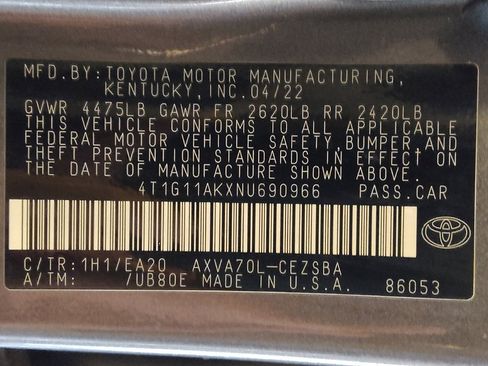 MFD.BY:TOYOTA MOTOR MANUFACTURING,
KENTUCKY, INC.04/22
GVWR 4475LB GAWR FR 2620LB RR 2420LB
THIS VEHICLE CONFORMS TO ALL APPLICABLE
FEDERAL MOTOR VEHICLE SAFETY,BUMPER,AND
THEFT PREVENTION STANDARDS IN EFFECT ON
THE DATE OF MANUFACTURE SHOWN ABOVE.
4T1G11AKXNU690966 PASS.CAR
C/TR:1H1/EA20 AXVA70L-CEZSBA
A/TM: /UB80E MADE IN U.S.A. 86053